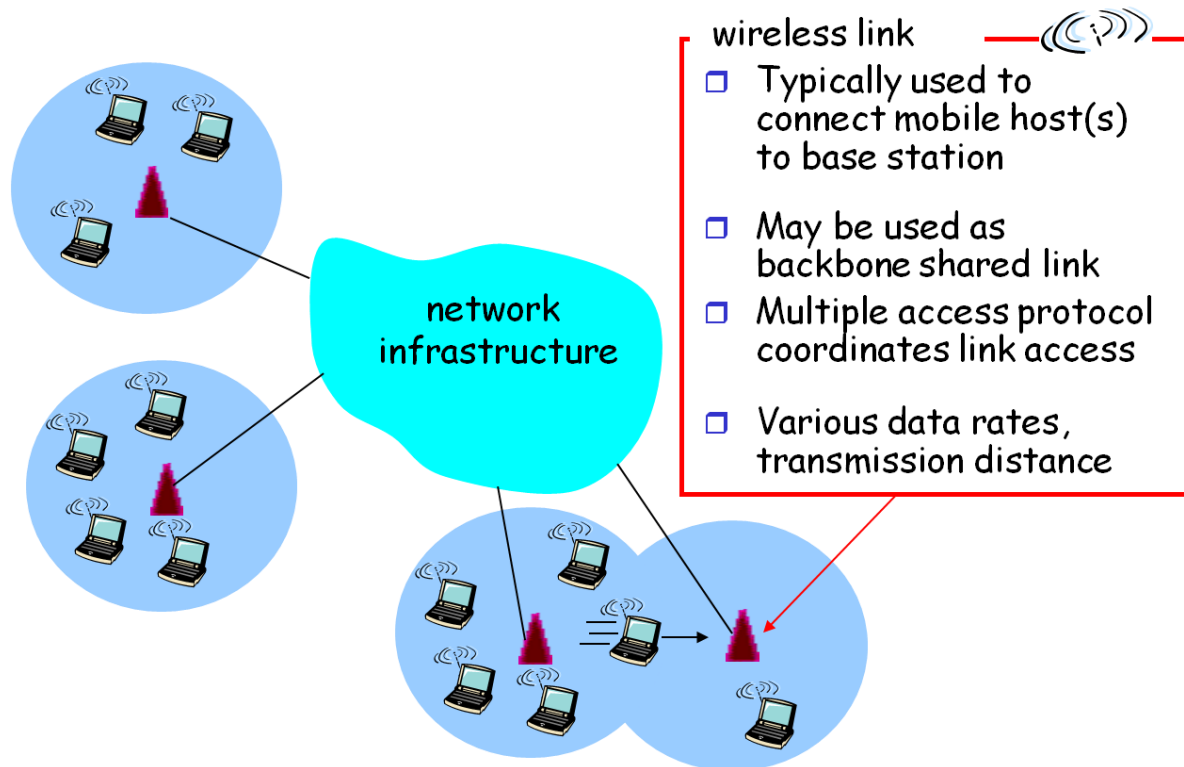 wireless link
Typically used to
connect mobile host(s)
to base station
May be used as
backbone shared link
Multiple access protocol
coordinates link access
Various data rates,
transmission distance
network
infrastructure